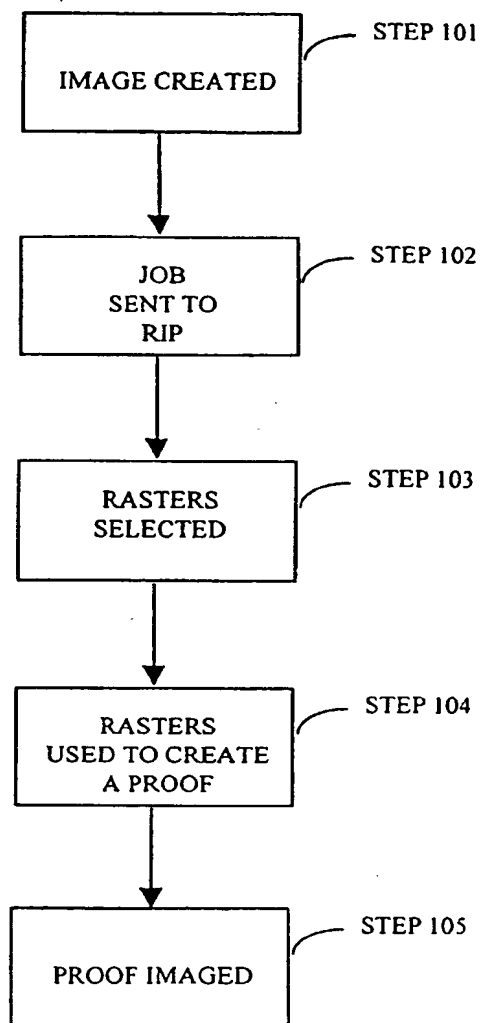 STEP 101
IMAGE CREATED
STEP 102
JOB
SENT TO
RIP
STEP 103
RASTERS
SELECTED
STEP 104
RASTERS
USED TO CREATE
A PROOF
STEP 105
PROOF IMAGED